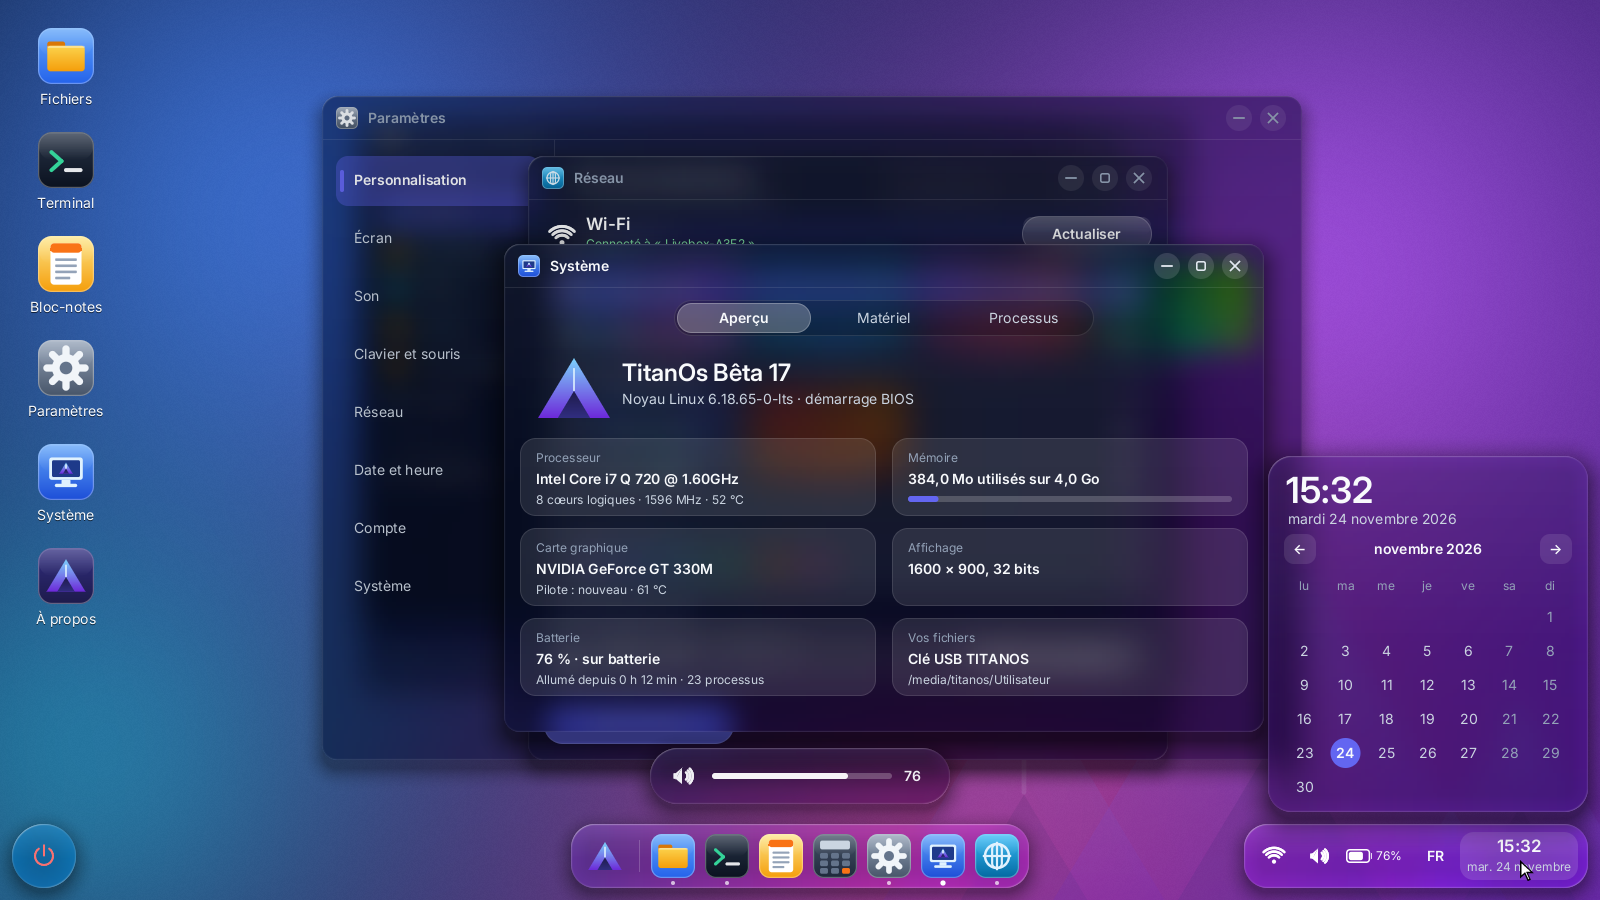 Fichiers
Terminal
Bloc-notes
Paramètres
Système
À propos
Paramètres
Personnalisation
Écran
Son
Clavier et souris
Réseau
Date et heure
Compte
Système
Réseau
Wi-Fi
Connecté à « Livebox-A352 »
Actualiser
Système
Aperçu
Matériel
Processus
TitanOs Bêta 17
Noyau Linux 6.18.65-0-lts · démarrage BIOS
Processeur
Intel Core i7 Q 720 @ 1.60GHz
8 cœurs logiques · 1596 MHz · 52 °C
Mémoire
384,0 Mo utilisés sur 4,0 Go
Carte graphique
NVIDIA GeForce GT 330M
Pilote : nouveau · 61 °C
Affichage
1600 × 900, 32 bits
Batterie
76 % · sur batterie
Allumé depuis 0 h 12 min · 23 processus
Vos fichiers
Clé USB TITANOS
/media/titanos/Utilisateur
15:32
mardi 24 novembre 2026
novembre 2026
lu ma me je ve sa di
1
2 3 4 5 6 7 8
9 10 11 12 13 14 15
16 17 18 19 20 21 22
23 24 25 26 27 28 29
30
76
76%
FR
15:32
mar. 24 novembre